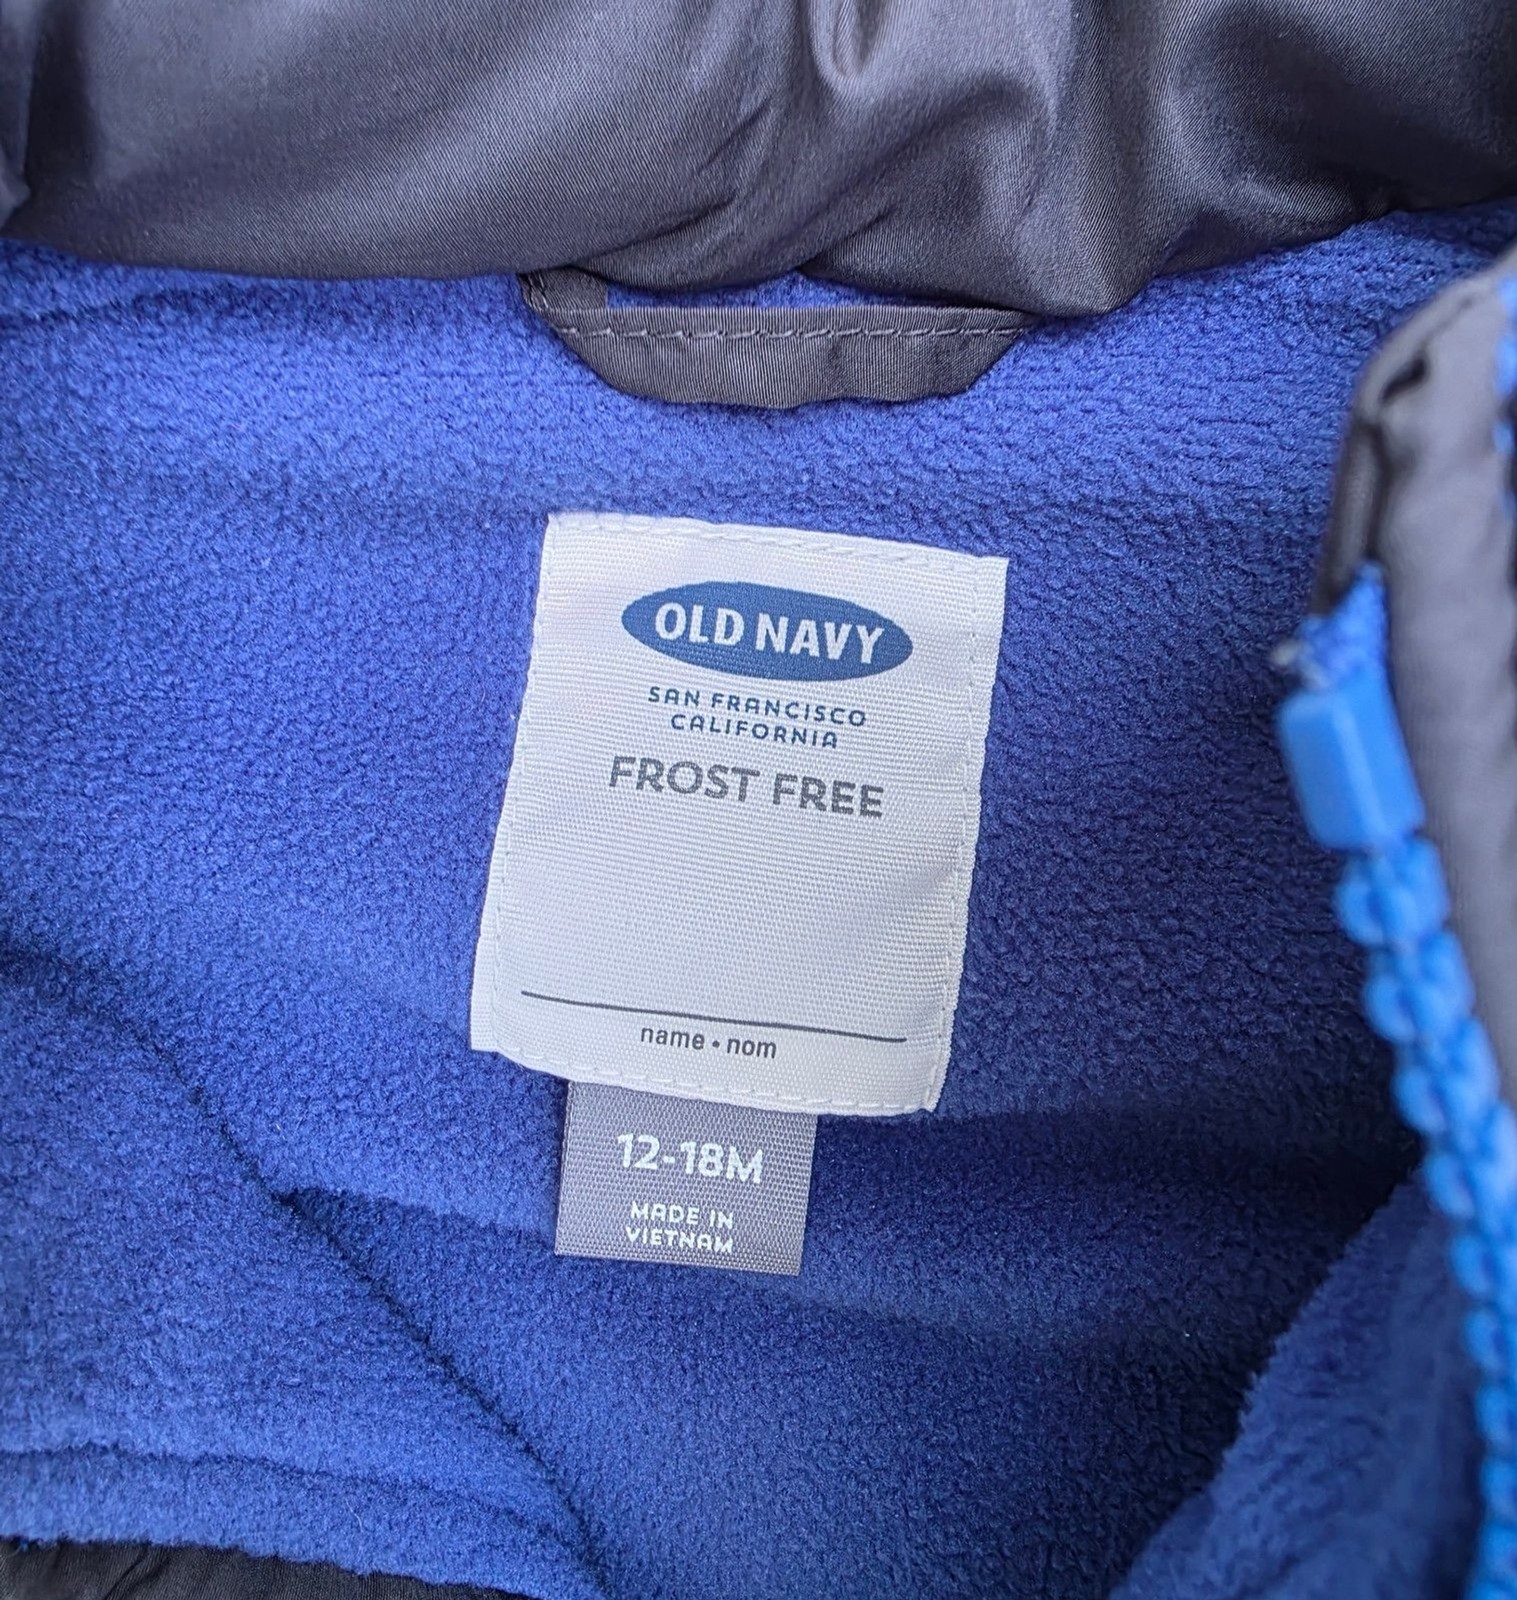 OLD NAVY
SAN FRANCISCO
CALIFORNIA
FROST FREE
name • nom
12-18M
MADE IN
VIETNAM